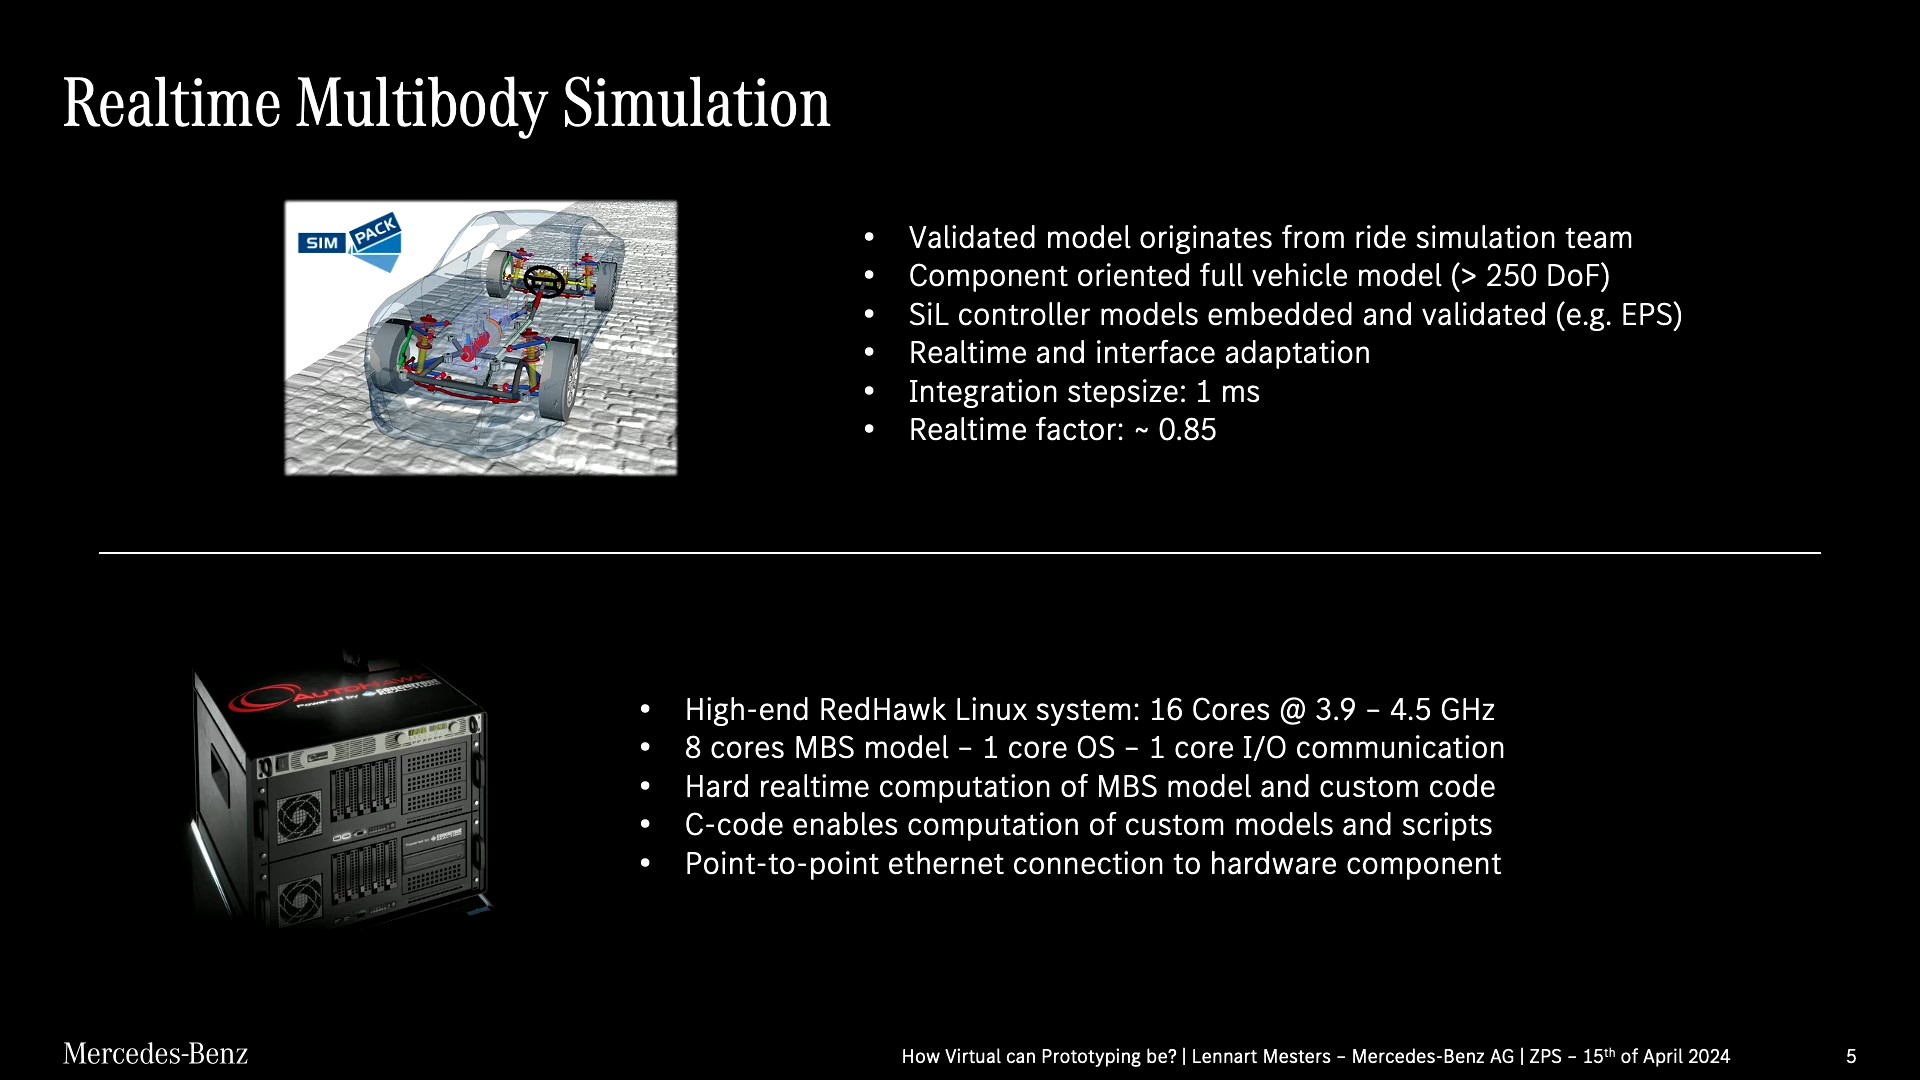 Realtime Multibody Simulation
SIM PACK
• Validated model originates from ride simulation team
• Component oriented full vehicle model (> 250 DoF)
• SiL controller models embedded and validated (e.g. EPS)
• Realtime and interface adaptation
• Integration stepsize: 1 ms
• Realtime factor: ~ 0.85
AUTOHAWK
Powered by CONCURRENT
• High-end RedHawk Linux system: 16 Cores @ 3.9 – 4.5 GHz
• 8 cores MBS model – 1 core OS – 1 core I/O communication
• Hard realtime computation of MBS model and custom code
• C-code enables computation of custom models and scripts
• Point-to-point ethernet connection to hardware component
Mercedes-Benz
How Virtual can Prototyping be? | Lennart Mesters – Mercedes-Benz AG | ZPS – 15th of April 2024
5